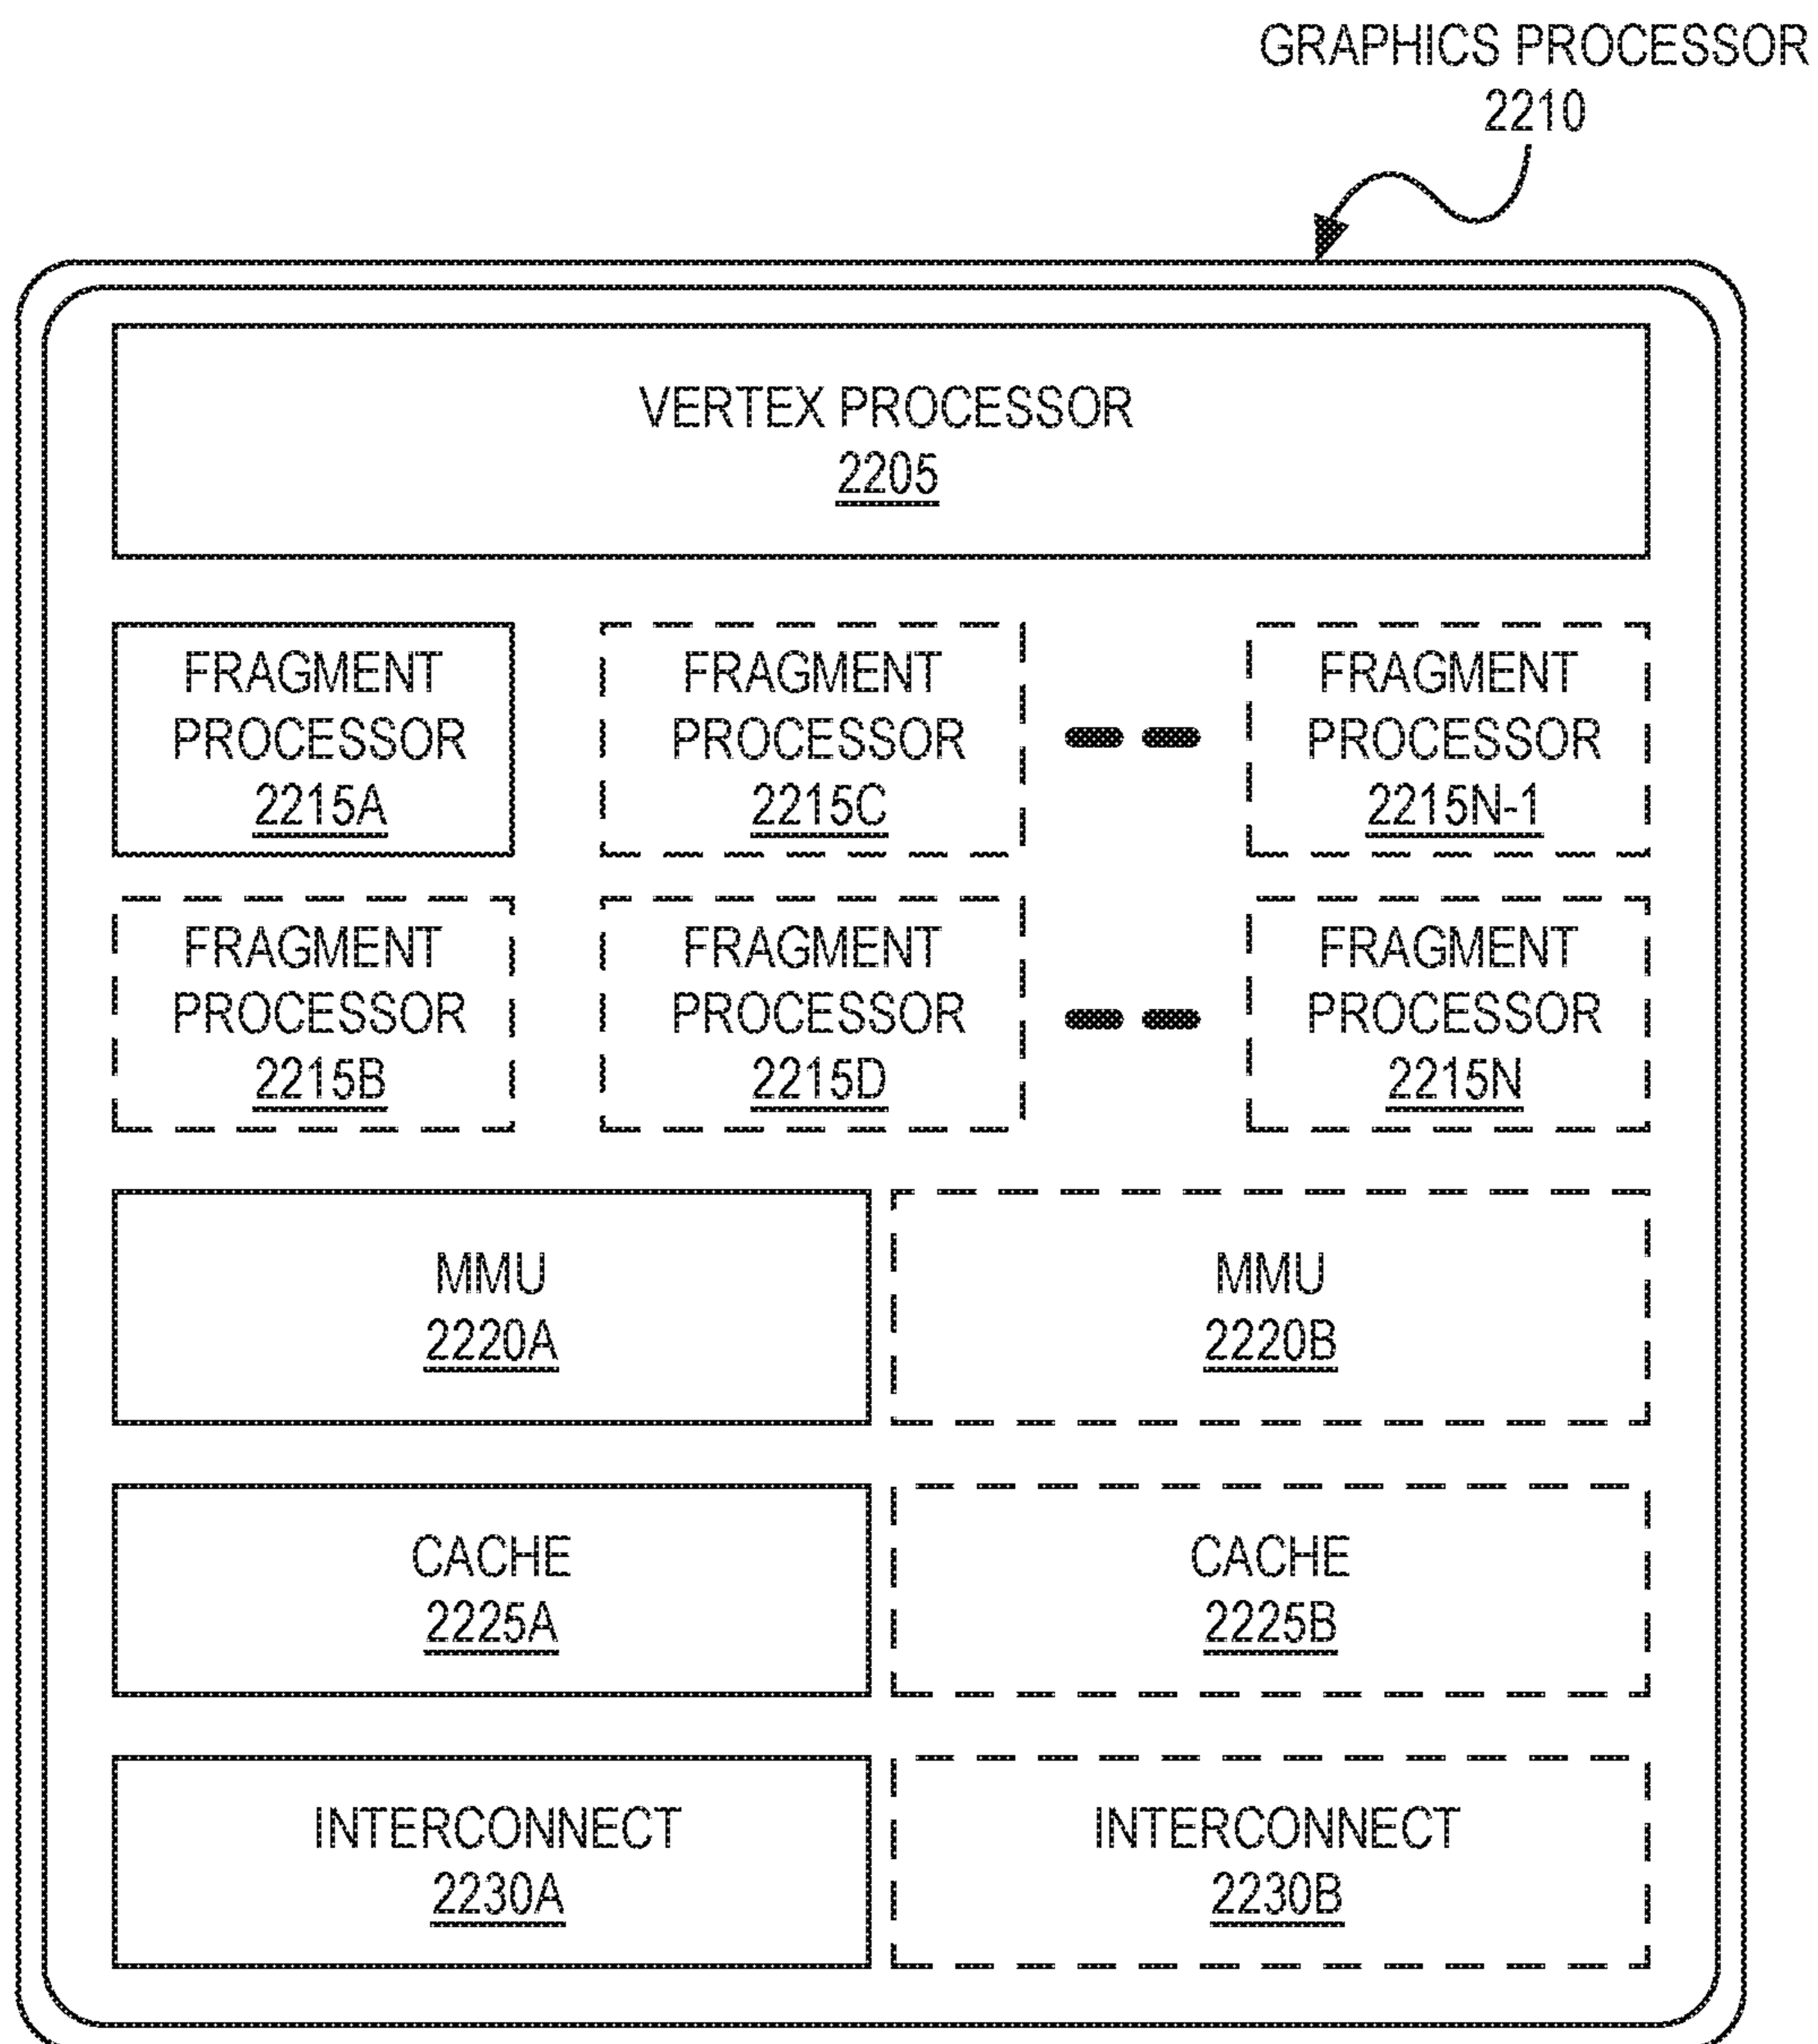 GRAPHICS PROCESSOR
2210
VERTEX PROCESSOR
2205
FRAGMENT
PROCESSOR
2215A
FRAGMENT
PROCESSOR
2215C
FRAGMENT
PROCESSOR
2215N-1
FRAGMENT
PROCESSOR
2215B
FRAGMENT
PROCESSOR
2215D
FRAGMENT
PROCESSOR
2215N
MMU
2220A
MMU
2220B
CACHE
2225A
CACHE
2225B
INTERCONNECT
2230A
INTERCONNECT
2230B